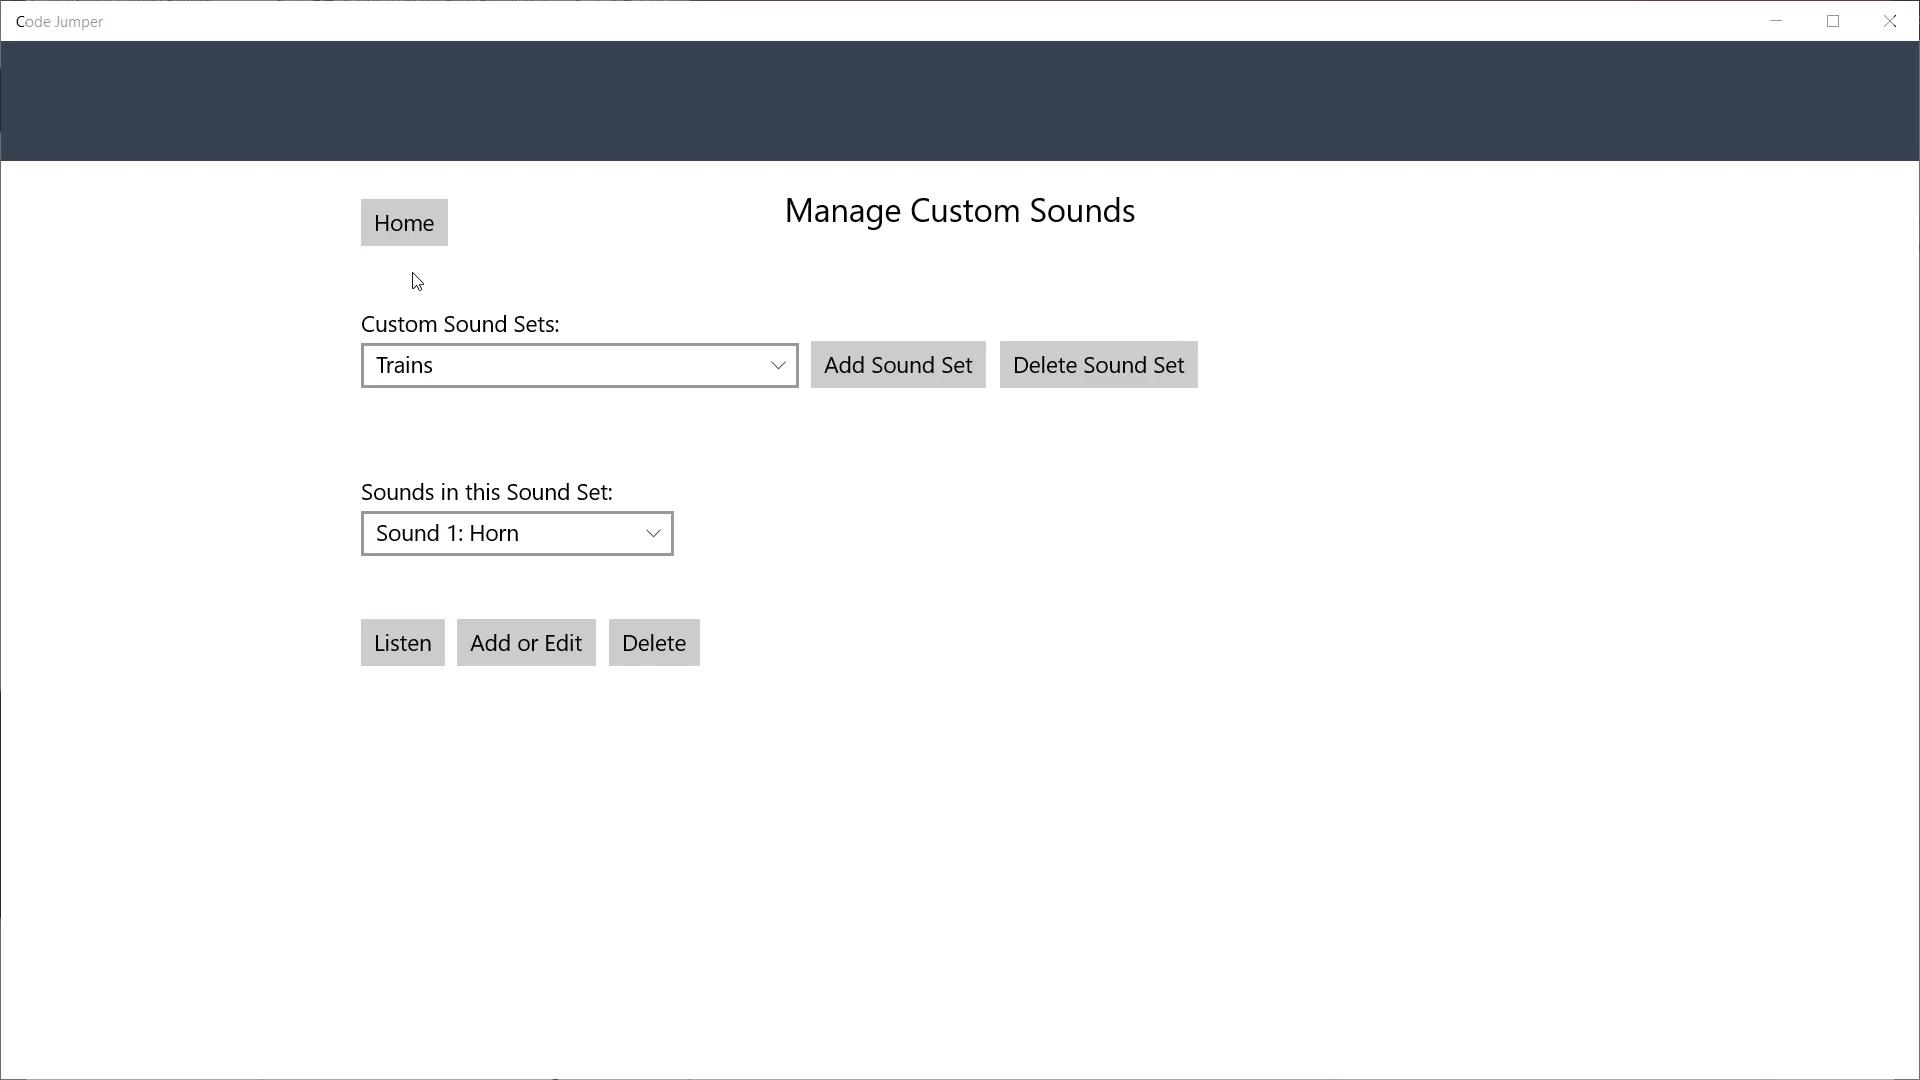 Code Jumper
Home
Manage Custom Sounds
Custom Sound Sets:
Trains
Add Sound Set
Delete Sound Set
Sounds in this Sound Set:
Sound 1: Horn
Listen
Add or Edit
Delete